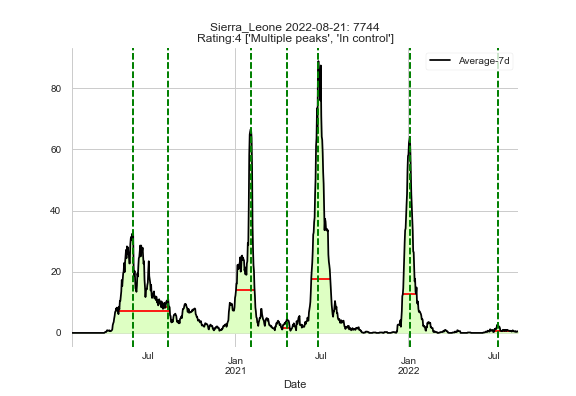 Sierra_Leone 2022-08-21: 7744
Rating:4 ['Multiple peaks', 'In control']
Average-7d
80
60
40
20
0
Jul
Jan
2021
Jul
Jan
2022
Jul
Date